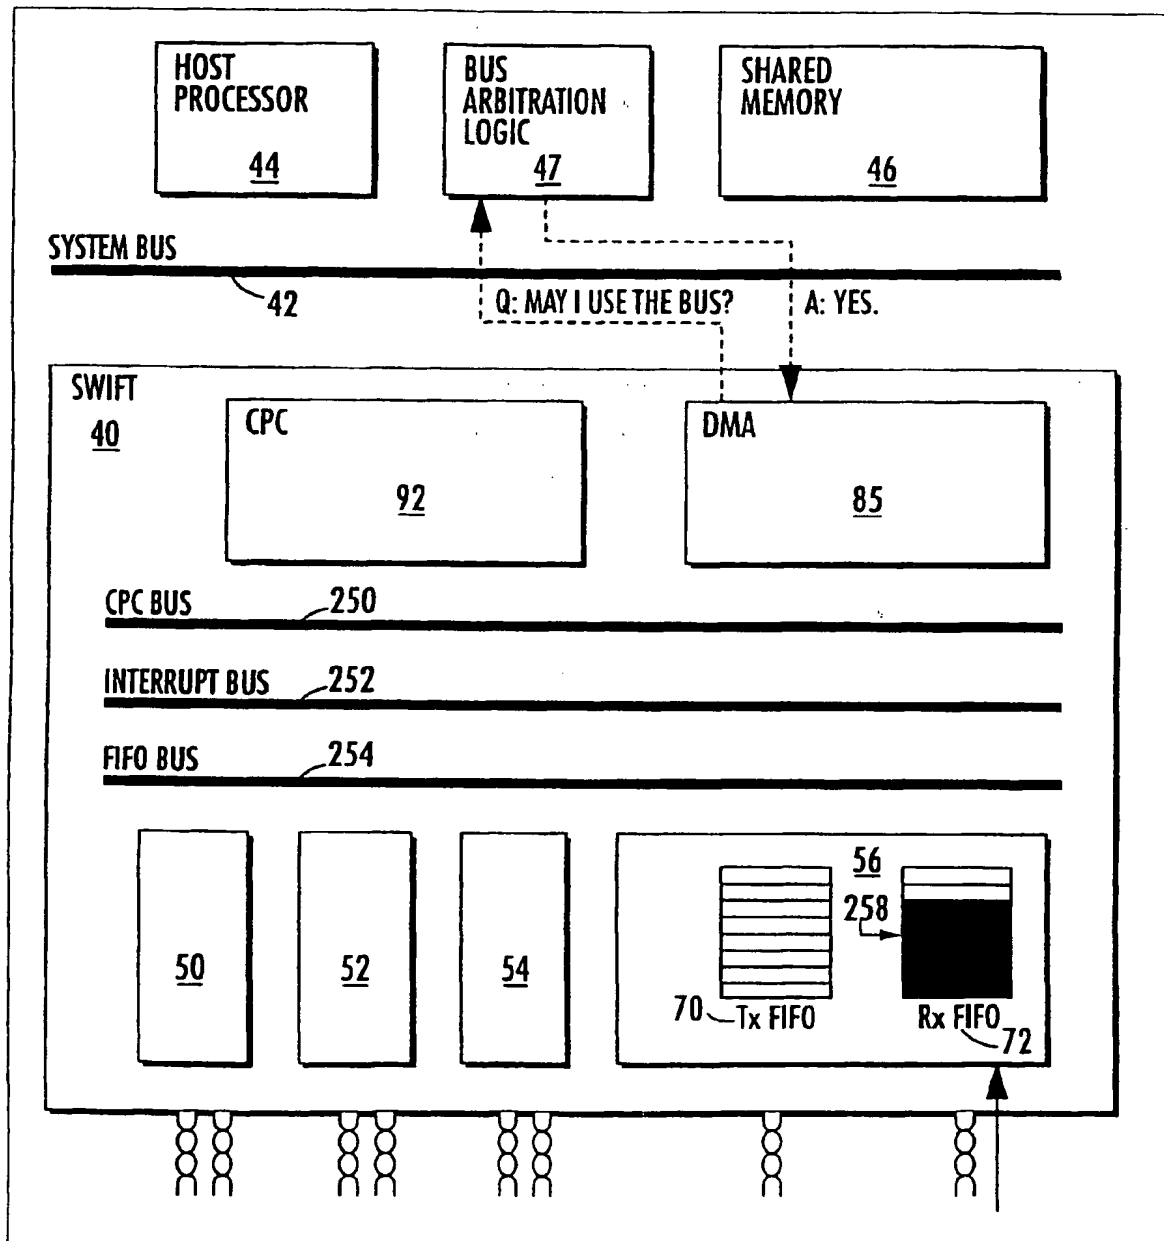 HOST
PROCESSOR
44
BUS
ARBITRATION
LOGIC
47
SHARED
MEMORY
46
SYSTEM BUS
42
Q: MAY I USE THE BUS?
A: YES.
SWIFT
40
CPC
92
DMA
85
CPC BUS
250
INTERRUPT BUS
252
FIFO BUS
254
50
52
54
56
258
70
Tx FIFO
Rx FIFO
72